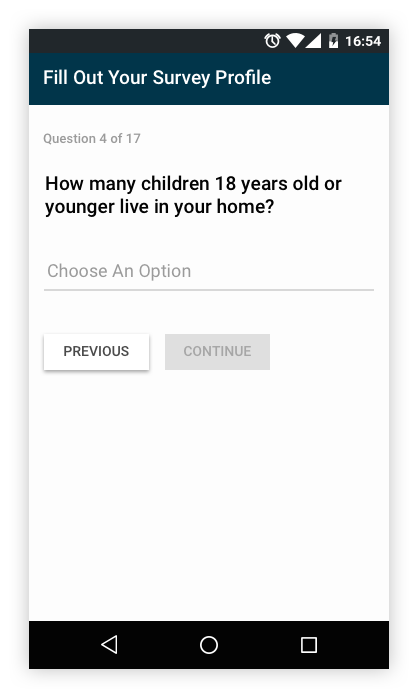 16:54
Fill Out Your Survey Profile
Question 4 of 17
How many children 18 years old or
younger live in your home?
Choose An Option
PREVIOUS CONTINUE